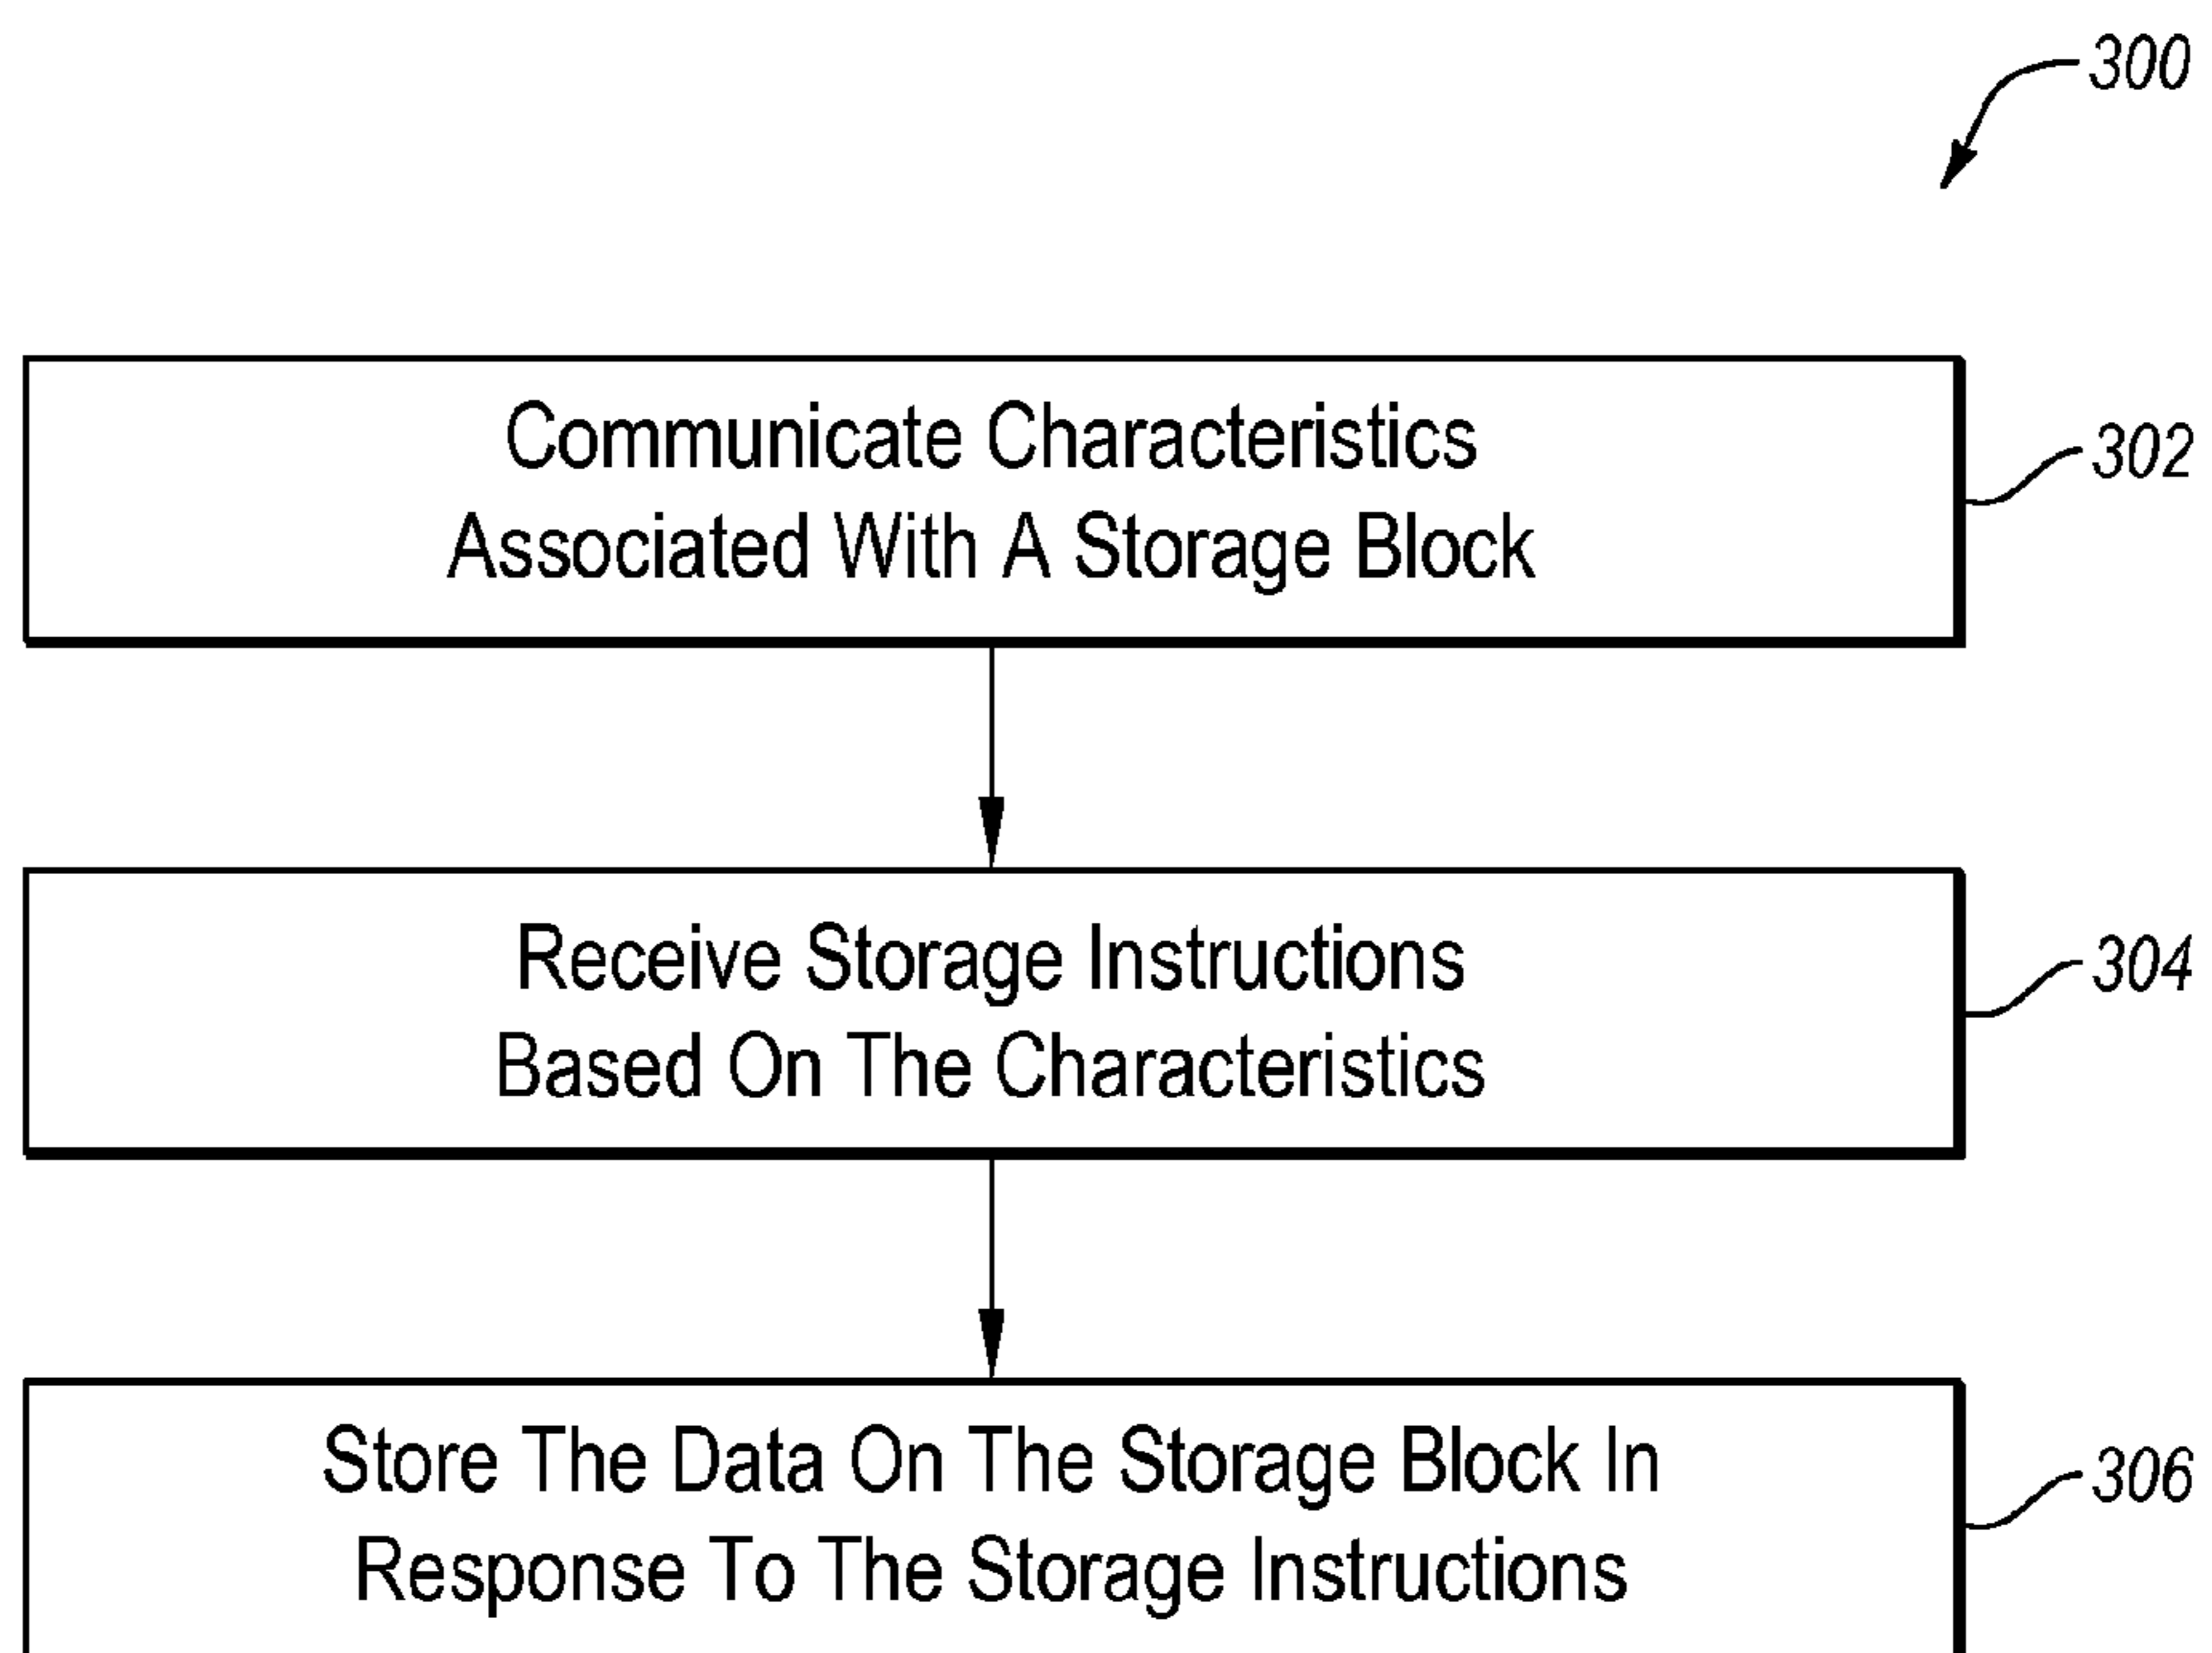 300
Communicate Characteristics
Associated With A Storage Block
302
Receive Storage Instructions
Based On The Characteristics
304
Store The Data On The Storage Block In
Response To The Storage Instructions
306